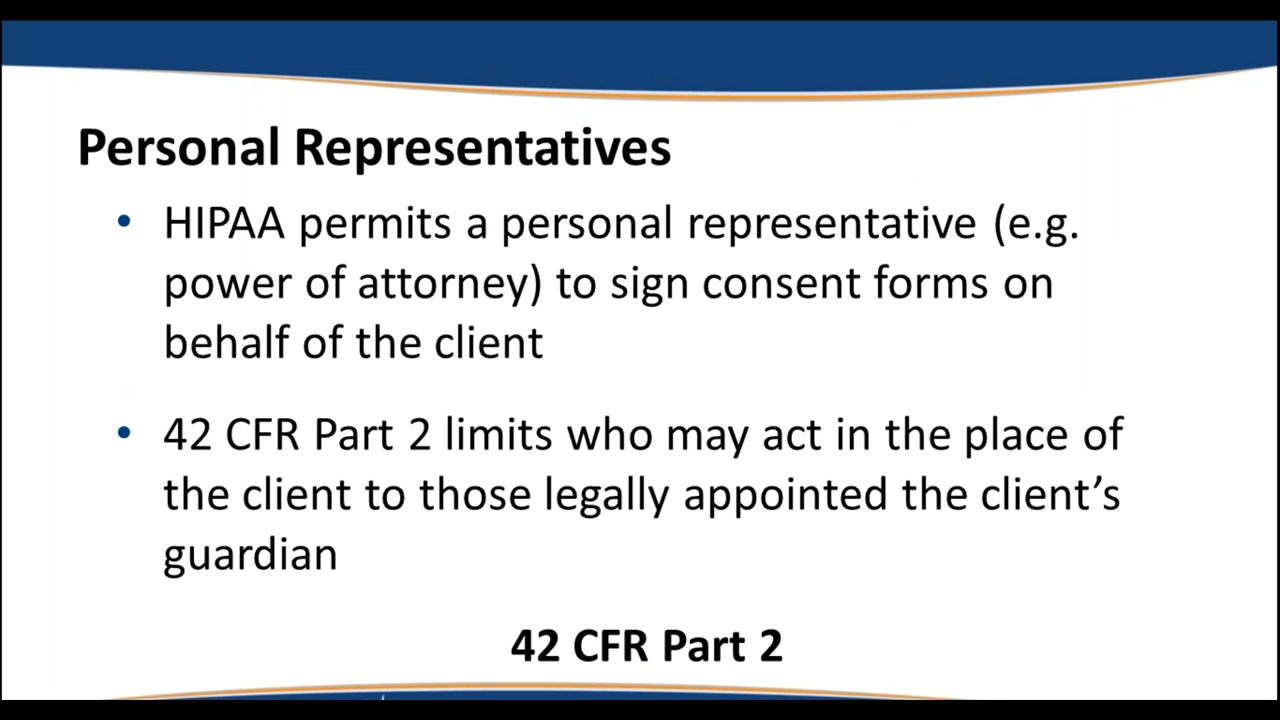 Personal Representatives
• HIPAA permits a personal representative (e.g.
power of attorney) to sign consent forms on
behalf of the client
• 42 CFR Part 2 limits who may act in the place of
the client to those legally appointed the client’s
guardian
42 CFR Part 2